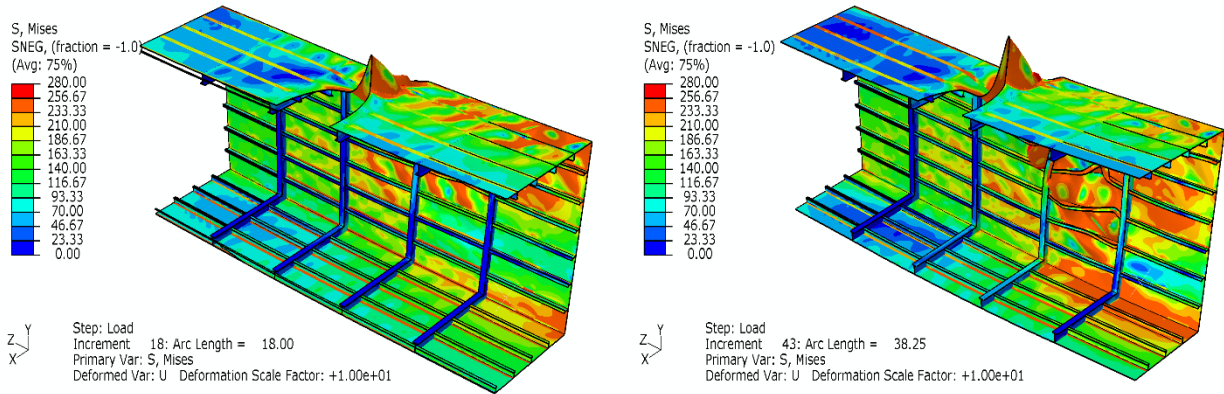 S, Mises
SNEG, (fraction = -1.0)
(Avg: 75%)
280.00
256.67
233.33
210.00
186.67
163.33
140.00
116.67
93.33
70.00
46.67
23.33
0.00
Y
Z
X
Step: Load
Increment 18: Arc Length = 18.00
Primary Var: S, Mises
Deformed Var: U Deformation Scale Factor: +1.00e+01
S, Mises
SNEG, (fraction = -1.0)
(Avg: 75%)
280.00
256.67
233.33
210.00
186.67
163.33
140.00
116.67
93.33
70.00
46.67
23.33
0.00
Y
Z
X
Step: Load
Increment 43: Arc Length = 38.25
Primary Var: S, Mises
Deformed Var: U Deformation Scale Factor: +1.00e+01